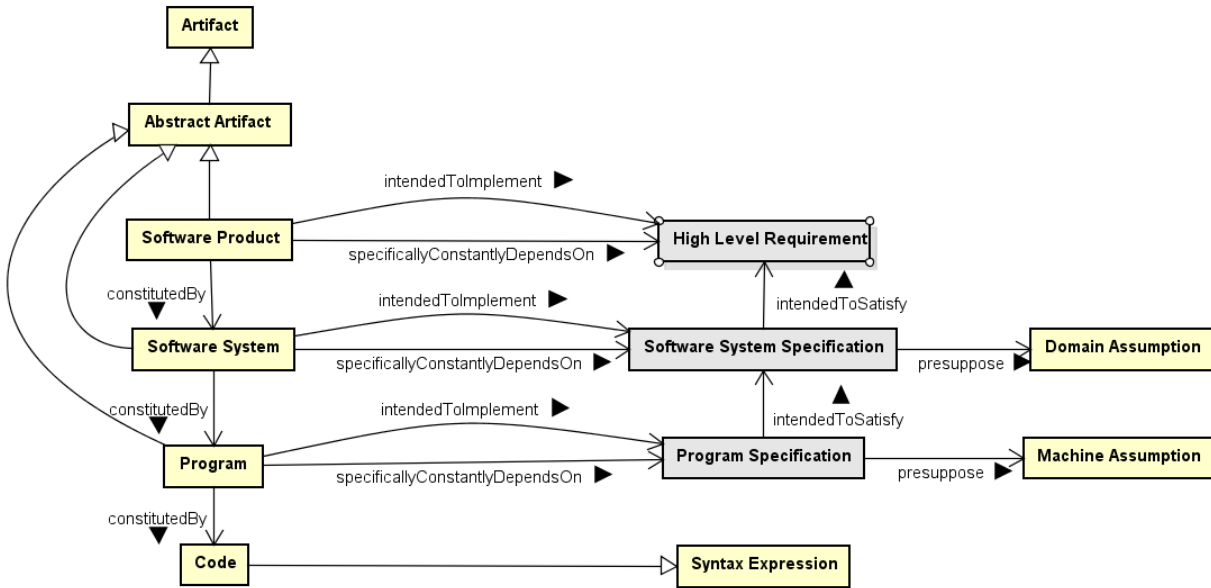 Artifact
Abstract Artifact
intendedToImplement
Software Product
High Level Requirement
specificallyConstantlyDependsOn
constitutedBy
intendedToImplement
intendedToSatisfy
Software System
Software System Specification
Domain Assumption
specificallyConstantlyDependsOn
presuppose
constitutedBy
intendedToImplement
intendedToSatisfy
Program
Program Specification
Machine Assumption
specificallyConstantlyDependsOn
presuppose
constitutedBy
Code
Syntax Expression